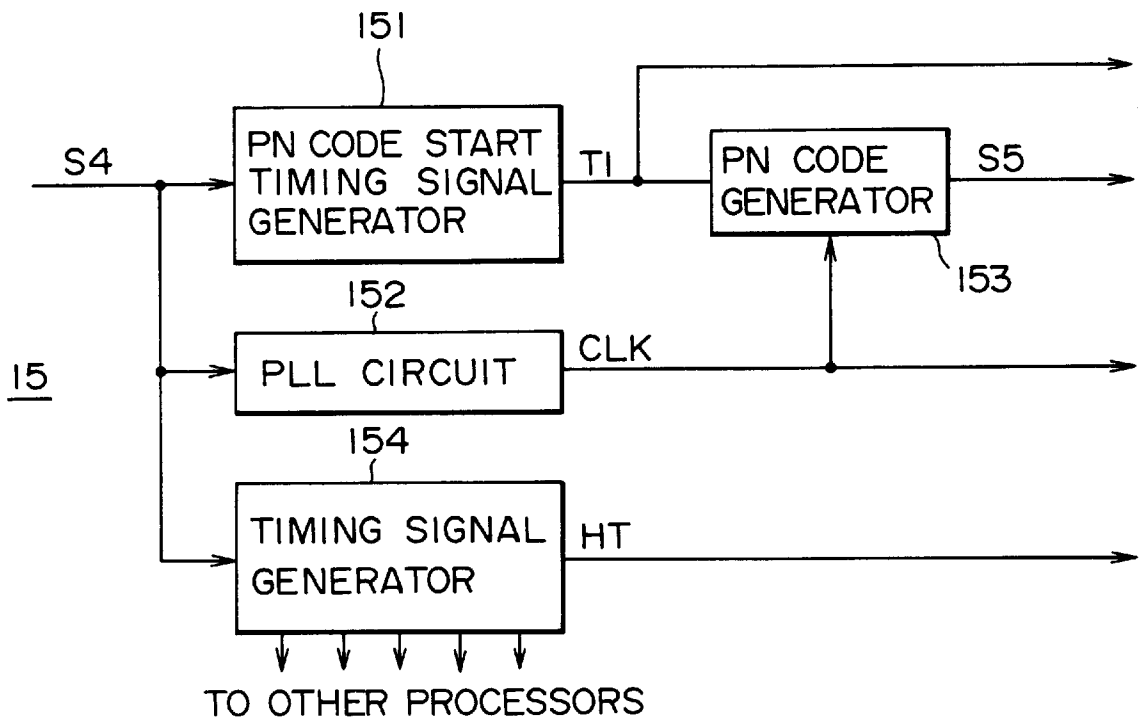 151
S4
PN CODE START
TIMING SIGNAL
GENERATOR
T1
PN CODE
GENERATOR
S5
153
152
PLL CIRCUIT
CLK
15
154
TIMING SIGNAL
GENERATOR
HT
TO OTHER PROCESSORS